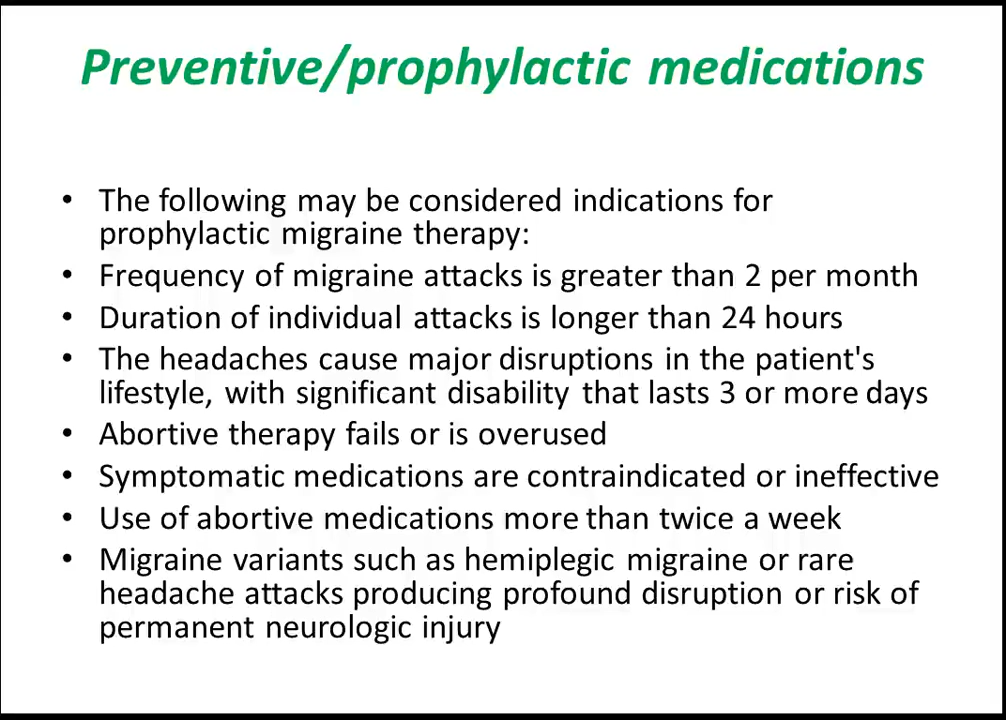 Preventive/prophylactic medications
• The following may be considered indications for
prophylactic migraine therapy:
• Frequency of migraine attacks is greater than 2 per month
• Duration of individual attacks is longer than 24 hours
• The headaches cause major disruptions in the patient's
lifestyle, with significant disability that lasts 3 or more days
• Abortive therapy fails or is overused
• Symptomatic medications are contraindicated or ineffective
• Use of abortive medications more than twice a week
• Migraine variants such as hemiplegic migraine or rare
headache attacks producing profound disruption or risk of
permanent neurologic injury